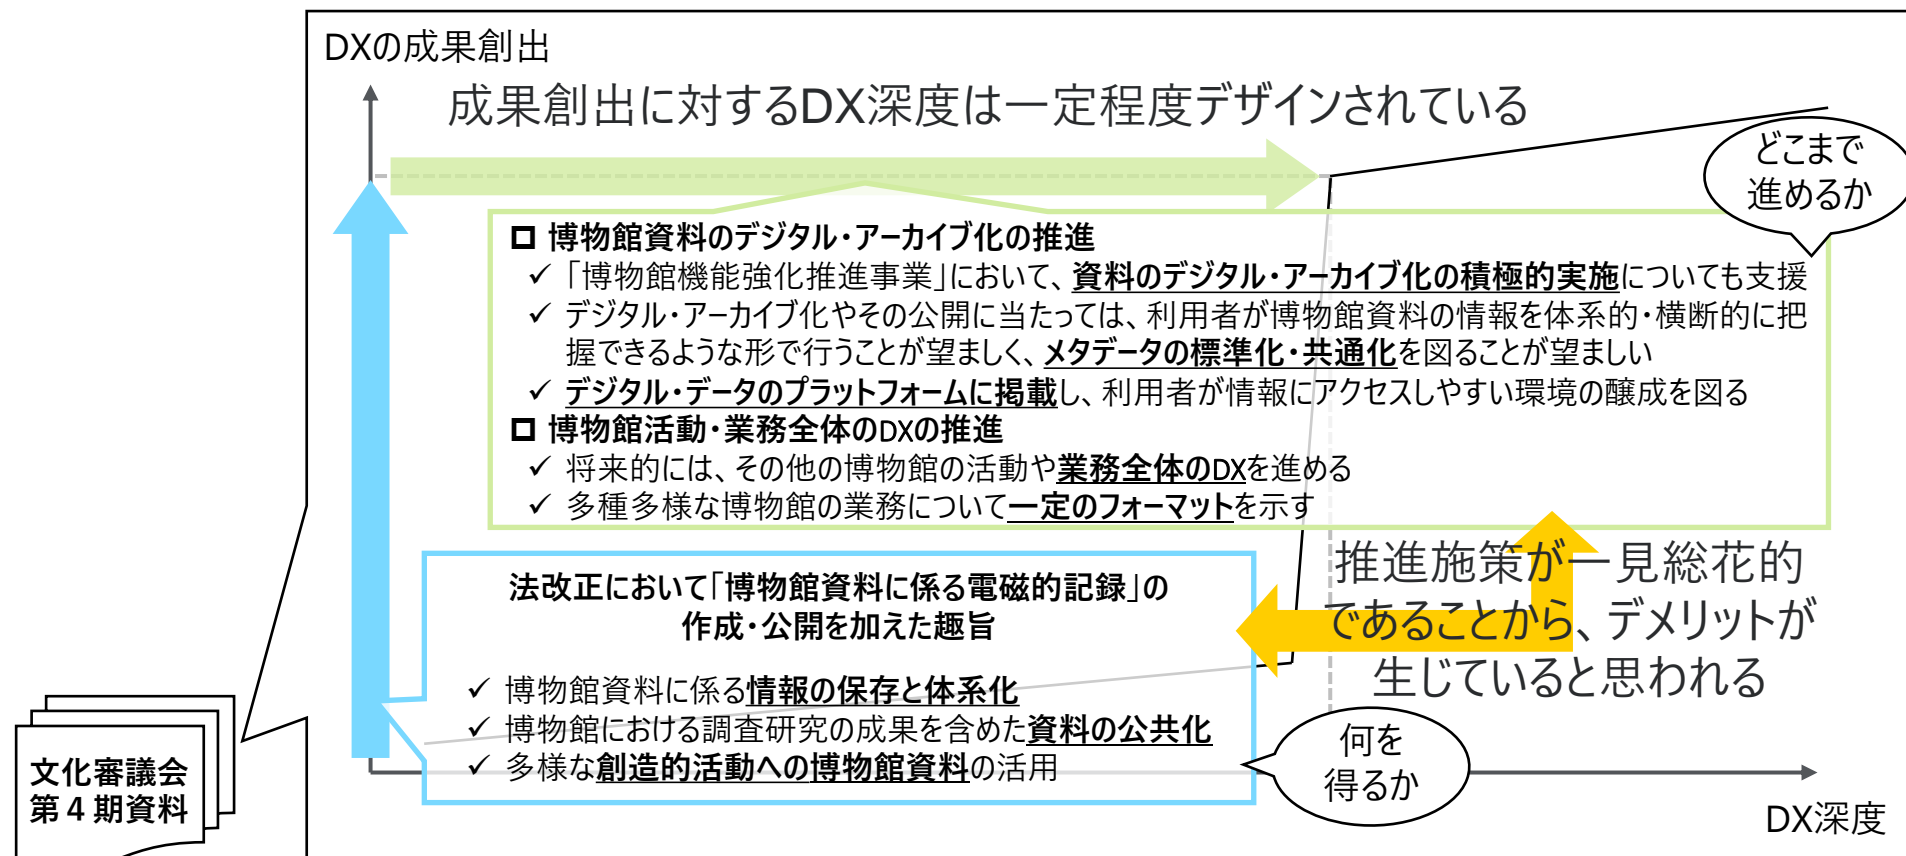 DXの成果創出
成果創出に対するDX深度は一定程度デザインされている
どこまで
進めるか
博物館資料のデジタル・アーカイブ化の推進
✓ 「博物館機能強化推進事業」において、資料のデジタル・アーカイブ化の積極的実施についても支援
✓ デジタル・アーカイブ化やその公開に当たっては、利用者が博物館資料の情報を体系的・横断的に把
握できるような形で行うことが望ましく、メタデータの標準化・共通化を図ることが望ましい
✓ デジタル・データのプラットフォームに掲載し、利用者が情報にアクセスしやすい環境の醸成を図る
博物館活動・業務全体のDXの推進
✓ 将来的には、その他の博物館の活動や業務全体のDXを進める
✓ 多種多様な博物館の業務について一定のフォーマットを示す
推進施策が一見総花的
であることから、デメリットが
生じていると思われる
法改正において「博物館資料に係る電磁的記録」の
作成・公開を加えた趣旨
✓ 博物館資料に係る情報の保存と体系化
✓ 博物館における調査研究の成果を含めた資料の公共化
✓ 多様な創造的活動への博物館資料の活用
何を
得るか
文化審議会
第４期資料
DX深度